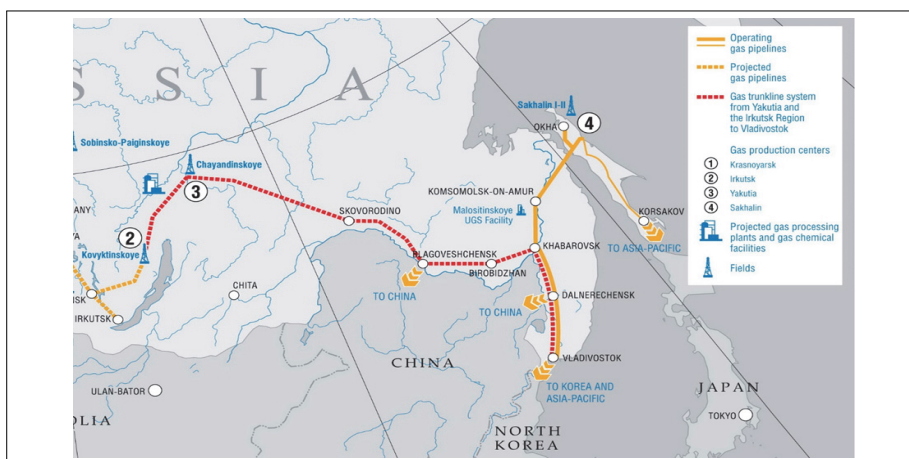 S S I A
Operating
gas pipelines
Projected
gas pipelines
Gas trunkline system
from Yakutia and
the Irkutsk Region
to Vladivostok
Gas production centers
1 Krasnoyarsk
2 Irkutsk
3 Yakutia
4 Sakhalin
Projected gas processing
plants and gas chemical
facilities
Fields
Sakhalin I-II
OKHA
4
Sobinsko-Paiginskoye
Chayandinskoye
3
KOMSOMOLSK-ON-AMUR
Malositinskoye
UGS Facility
ANY
VA
SKOVORODINO
KORSAKOV
TO ASIA-PACIFIC
2
Kovyktinskoye
KHABAROVSK
BLAGOVESHCHENSK
BIROBIDZHAN
CHITA
NSK
DALNERECHENSK
TO CHINA
TO CHINA
IRKUTSK
CHINA
VLADIVOSTOK
ULAN-BATOR
TO KOREA AND
ASIA-PACIFIC
JAPAN
TOKYO
OLIA
NORTH
KOREA